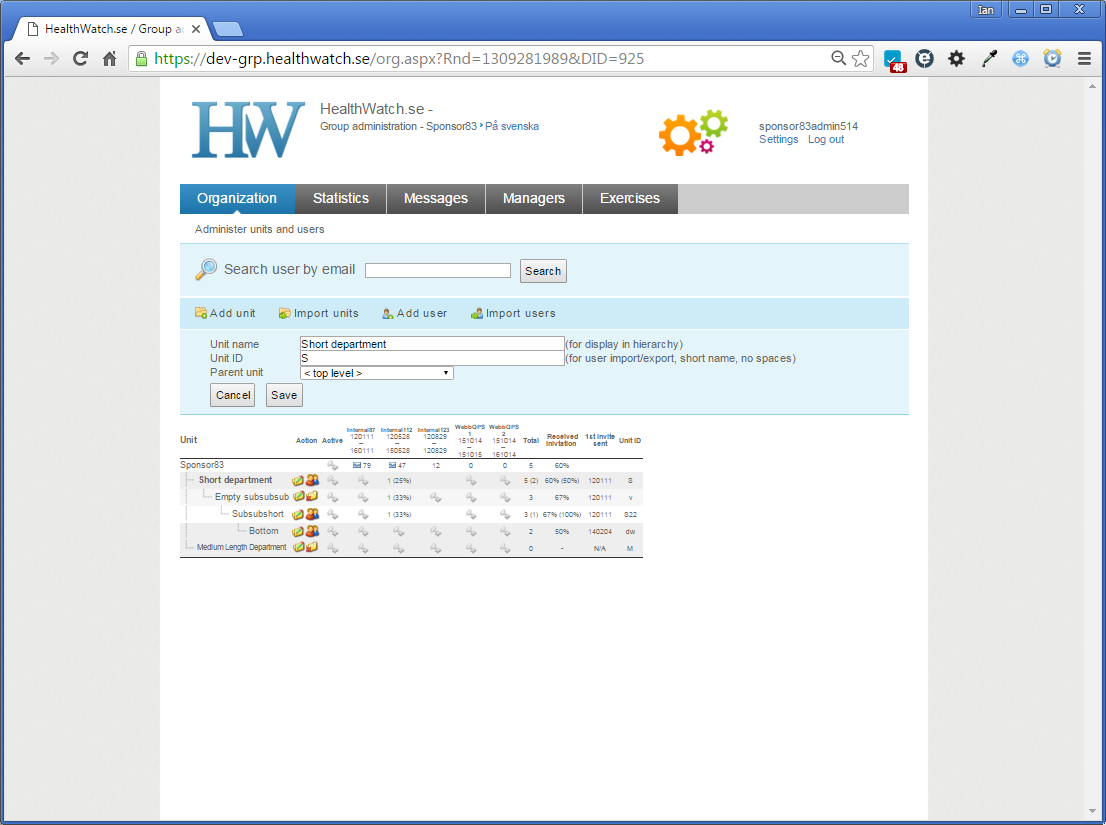 Ian
HealthWatch.se / Group a
https://dev-grp.healthwatch.se/org.aspx?Rnd=1309281989&DID=925
48
HW
HealthWatch.se -
Group administration - Sponsor83 På svenska
sponsor83admin514
Settings Log out
Organization Statistics Messages Managers Exercises
Administer units and users
Search user by email Search
Add unit Import units Add user Import users
Unit name Short department (for display in hierarchy)
Unit ID S (for user import/export, short name, no spaces)
Parent unit < top level >
Cancel Save
Unit Action Active Internal87 120111 – 160111 Internal112 120528 – 150528 Internal123 120829 – 120829 WebbQPS 1 151014 – 151015 WebbQPS 2 151014 – 161014 Total Received inivtation 1st invite sent Unit ID
Sponsor83 79 47 12 0 0 5 60%
Short department 1 (25%) 5 (2) 60% (50%) 120111 S
Empty subsubsub 1 (33%) 3 67% 120111 v
Subsubshort 1 (33%) 3 (1) 67% (100%) 120111 S22
Bottom 2 50% 140204 dw
Medium Length Department 0 - N/A M